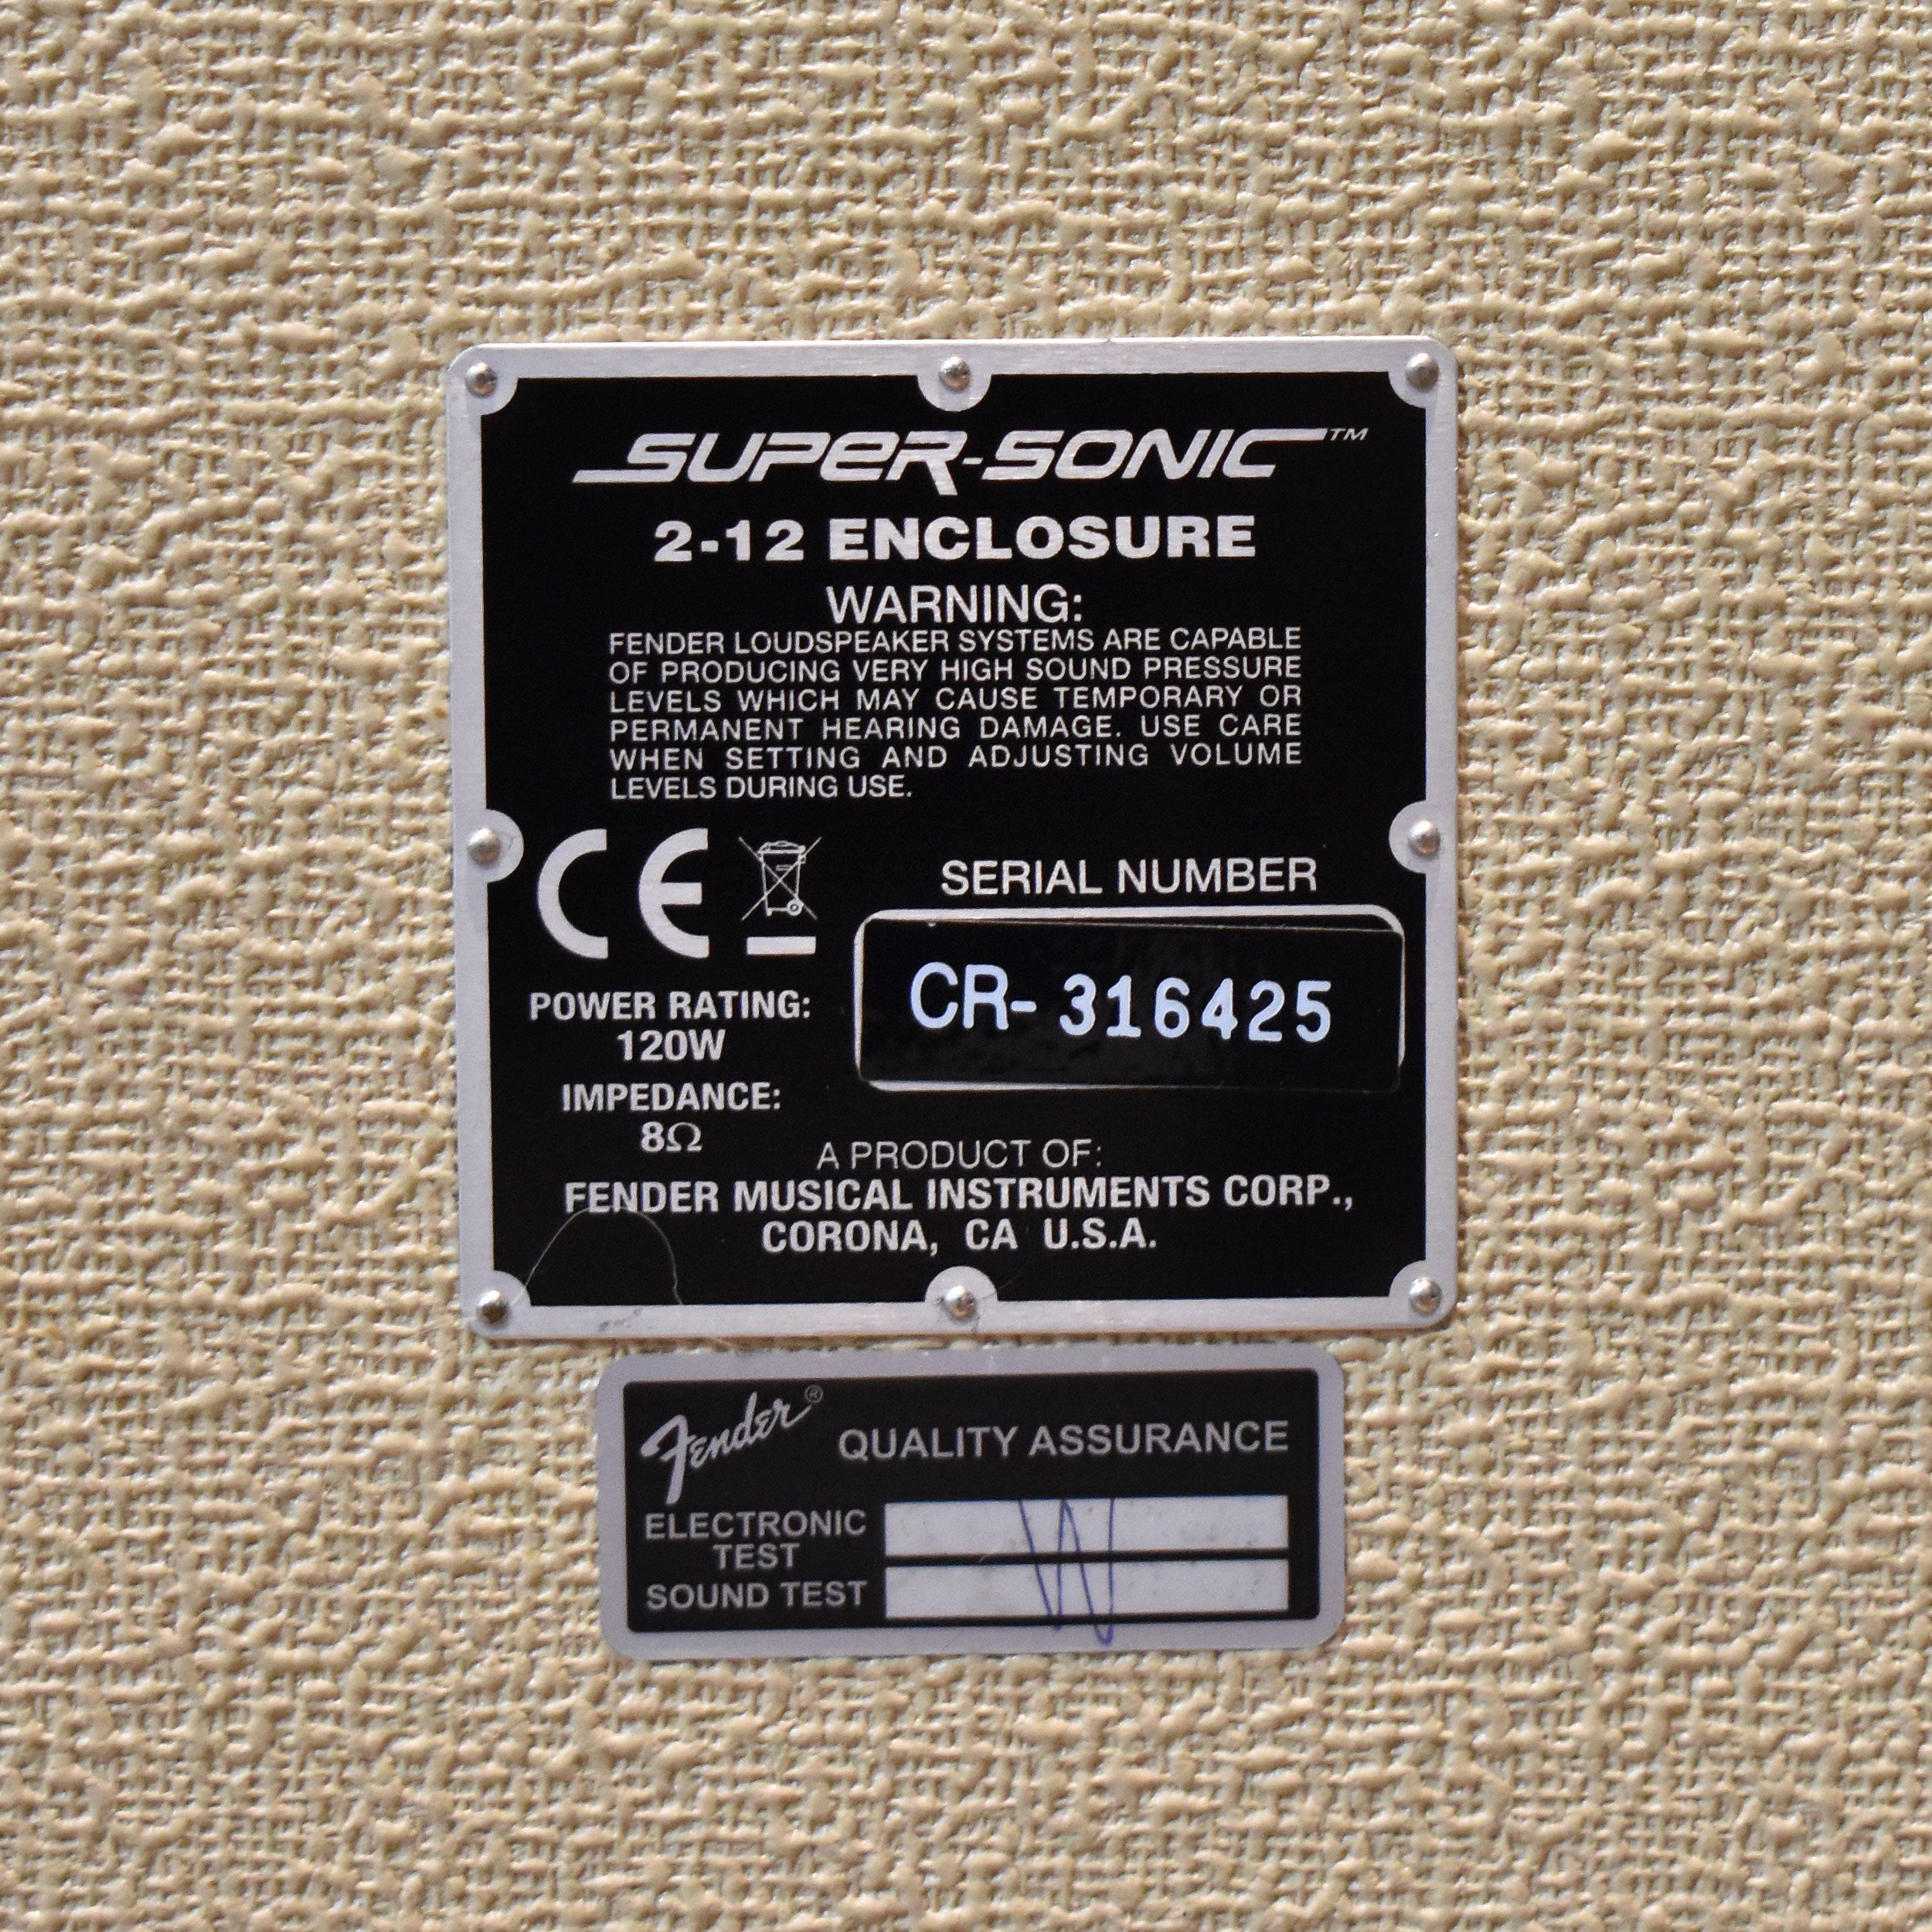 SUPER-SONIC™
2-12 ENCLOSURE
WARNING:
FENDER LOUDSPEAKER SYSTEMS ARE CAPABLE
OF PRODUCING VERY HIGH SOUND PRESSURE
LEVELS WHICH MAY CAUSE TEMPORARY OR
PERMANENT HEARING DAMAGE. USE CARE
WHEN SETTING AND ADJUSTING VOLUME
LEVELS DURING USE.
CE
SERIAL NUMBER
CR-316425
POWER RATING:
120W
IMPEDANCE:
8Ω
A PRODUCT OF:
FENDER MUSICAL INSTRUMENTS CORP.,
CORONA, CA U.S.A.
Fender®
QUALITY ASSURANCE
ELECTRONIC
TEST
SOUND TEST